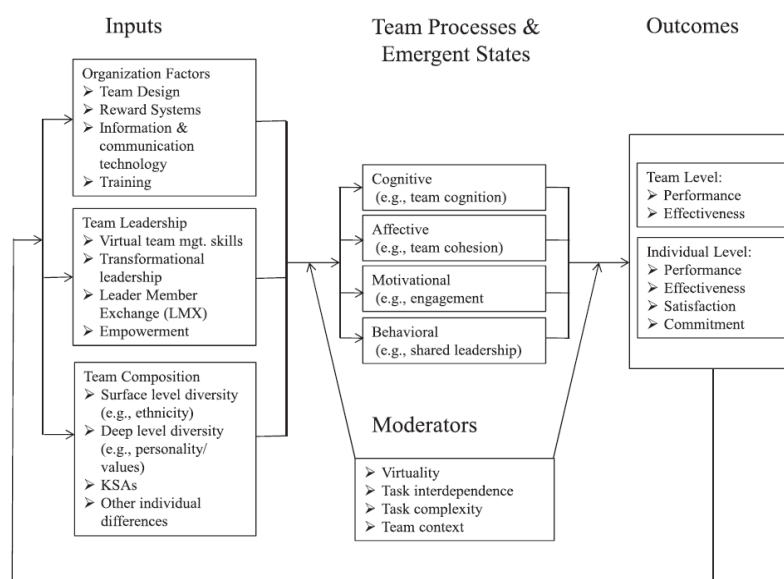 Inputs
Team Processes &
Emergent States
Outcomes
Organization Factors
➢ Team Design
➢ Reward Systems
➢ Information &
communication
technology
➢ Training
Team Leadership
➢ Virtual team mgt. skills
➢ Transformational
leadership
➢ Leader Member
Exchange (LMX)
➢ Empowerment
Team Composition
➢ Surface level diversity
(e.g., ethnicity)
➢ Deep level diversity
(e.g., personality/
values)
➢ KSAs
➢ Other individual
differences
Cognitive
(e.g., team cognition)
Affective
(e.g., team cohesion)
Motivational
(e.g., engagement
Behavioral
(e.g., shared leadership)
Moderators
➢ Virtuality
➢ Task interdependence
➢ Task complexity
➢ Team context
Team Level:
➢ Performance
➢ Effectiveness
Individual Level:
➢ Performance
➢ Effectiveness
➢ Satisfaction
➢ Commitment